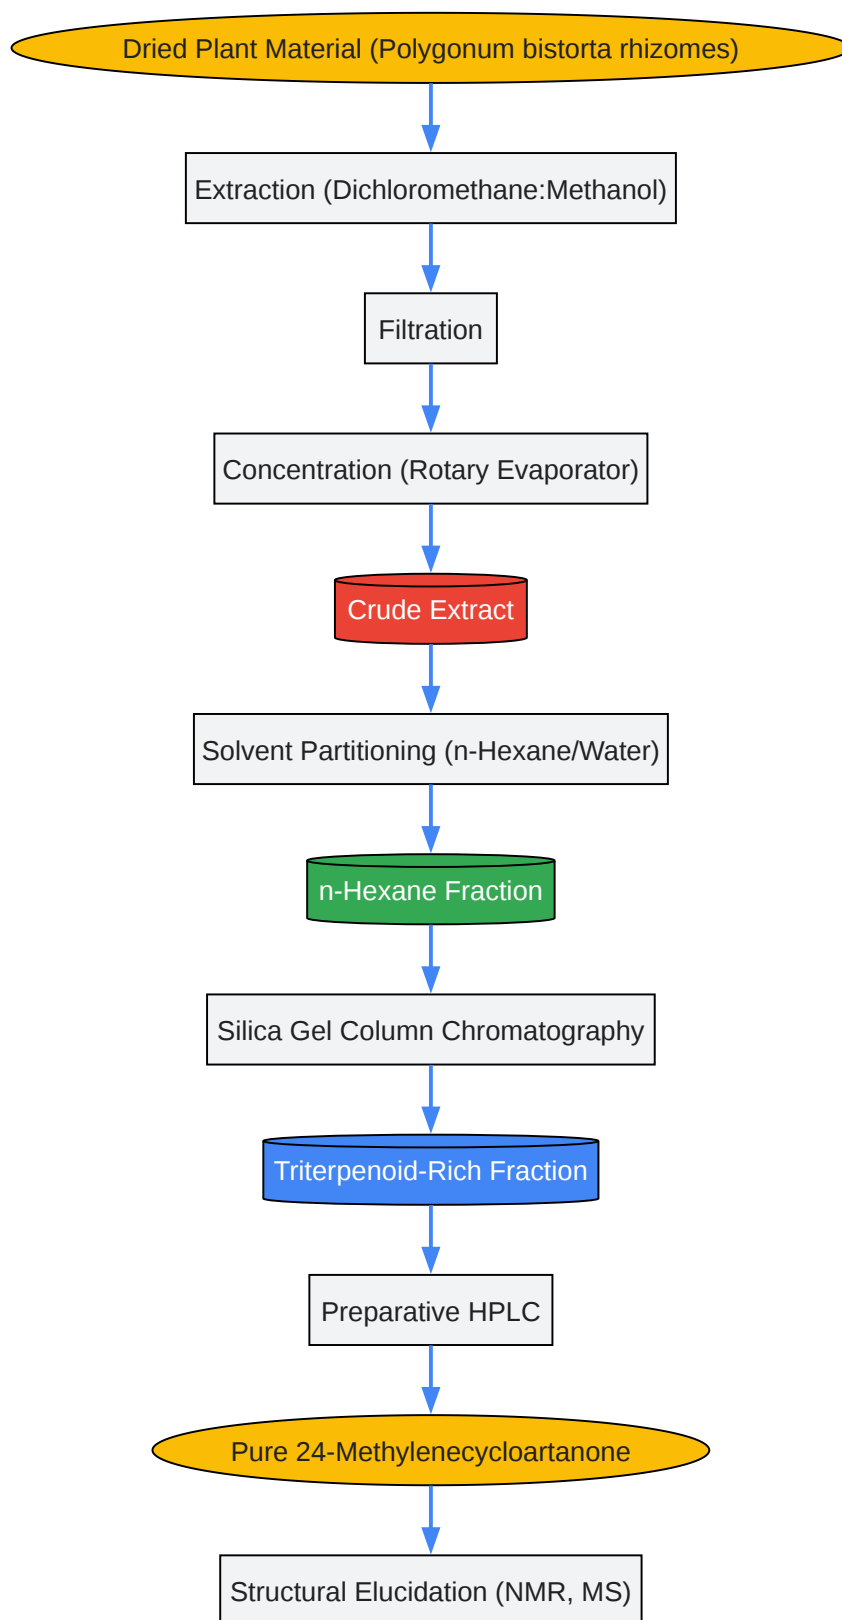 Dried Plant Material (Polygonum bistorta rhizomes)
Extraction (Dichloromethane:Methanol)
Filtration
Concentration (Rotary Evaporator)
Crude Extract
Solvent Partitioning (n-Hexane/Water)
n-Hexane Fraction
Silica Gel Column Chromatography
Triterpenoid-Rich Fraction
Preparative HPLC
Pure 24-Methylenecycloartanone
Structural Elucidation (NMR, MS)